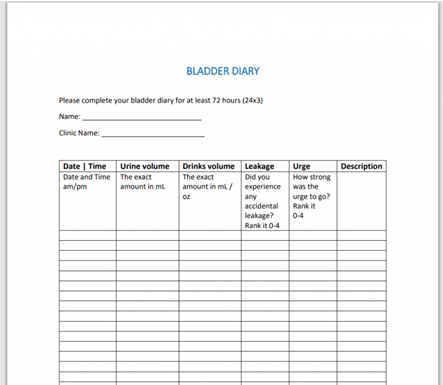 BLADDER DIARY
Please complete your bladder diary for at least 72 hours (24x3)
Name: ________________________________
Clinic Name: ____________________________
Date | Time Urine volume Drinks volume Leakage Urge Description
Date and Time
am/pm
The exact
amount in mL
The exact
amount in mL /
oz
Did you
experience
any
accidental
leakage?
Rank it 0-4
How strong
was the
urge to go?
Rank it
0-4